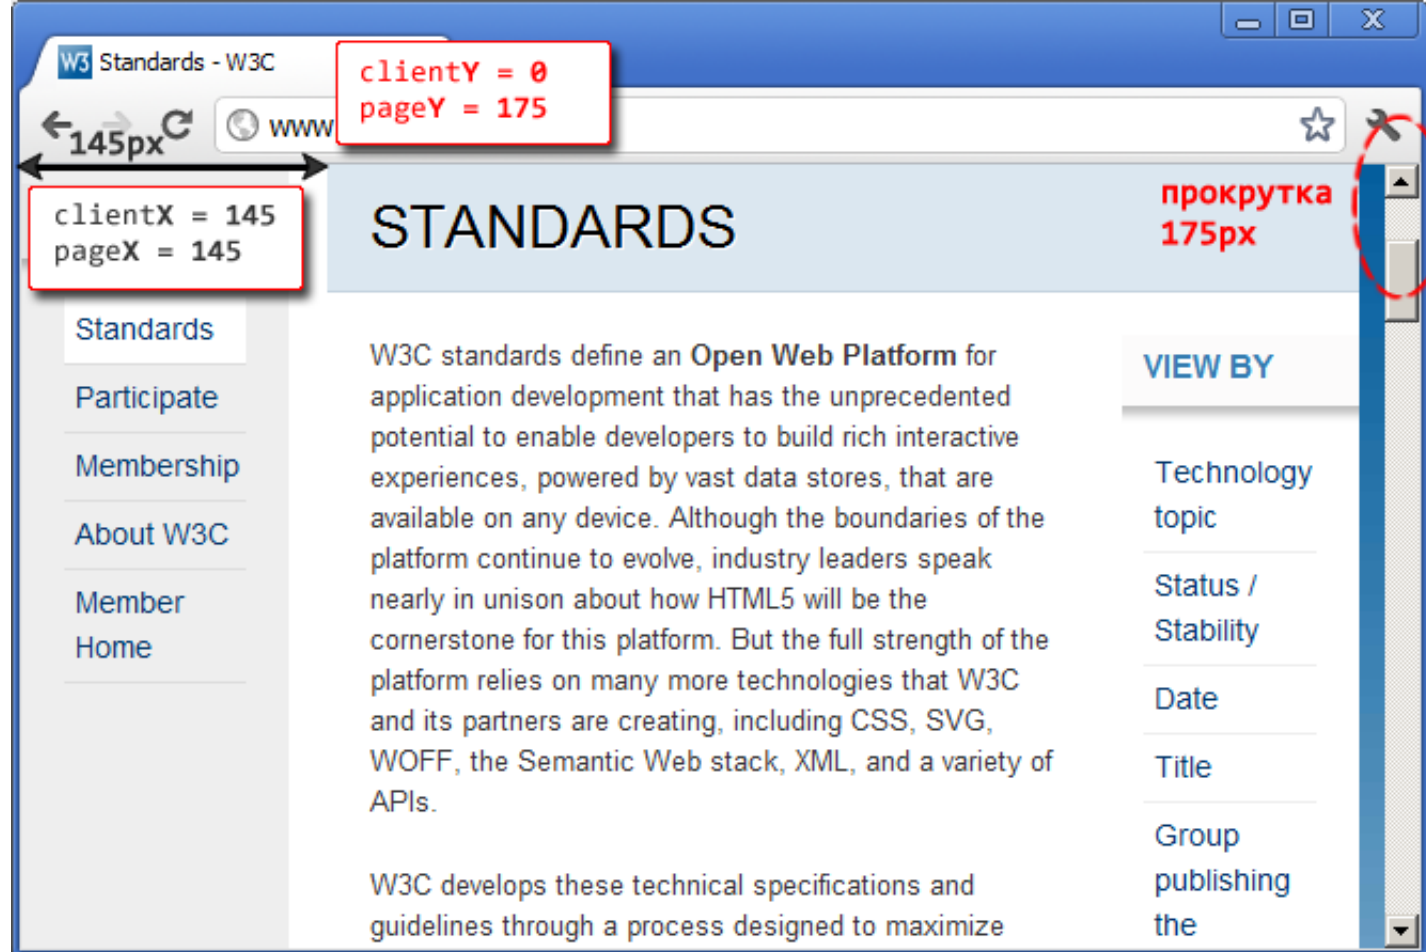 W3 Standards - W3C
clientY = 0
pageY = 175
145px
www
clientX = 145
pageX = 145
STANDARDS
прокрутка
175px
Standards
Participate
Membership
About W3C
Member
Home
W3C standards define an Open Web Platform for
application development that has the unprecedented
potential to enable developers to build rich interactive
experiences, powered by vast data stores, that are
available on any device. Although the boundaries of the
platform continue to evolve, industry leaders speak
nearly in unison about how HTML5 will be the
cornerstone for this platform. But the full strength of the
platform relies on many more technologies that W3C
and its partners are creating, including CSS, SVG,
WOFF, the Semantic Web stack, XML, and a variety of
APIs.
W3C develops these technical specifications and
guidelines through a process designed to maximize
VIEW BY
Technology
topic
Status /
Stability
Date
Title
Group
publishing
the